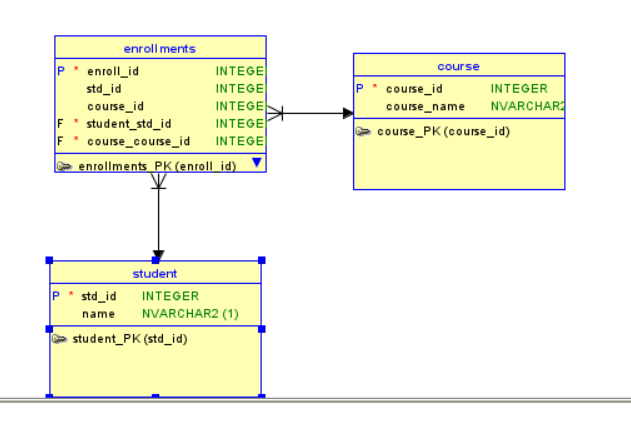 enrollments
P * enroll_id INTEGE
std_id INTEGE
course_id INTEGE
F * student_std_id INTEGE
F * course_course_id INTEGE
enrollments_PK (enroll_id)
course
P * course_id INTEGER
course_name NVARCHAR2
course_PK (course_id)
student
P * std_id INTEGER
name NVARCHAR2 (1)
student_PK (std_id)